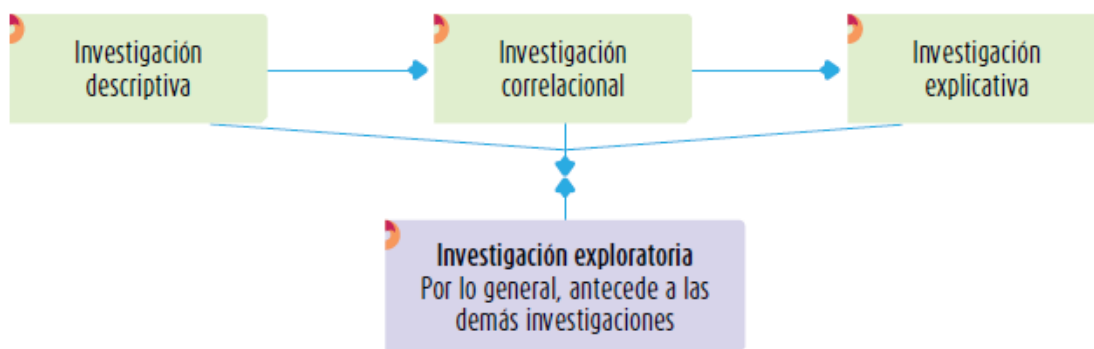 Investigación
descriptiva
Investigación
correlacional
Investigación
explicativa
Investigación exploratoria
Por lo general, antecede a las
demás investigaciones